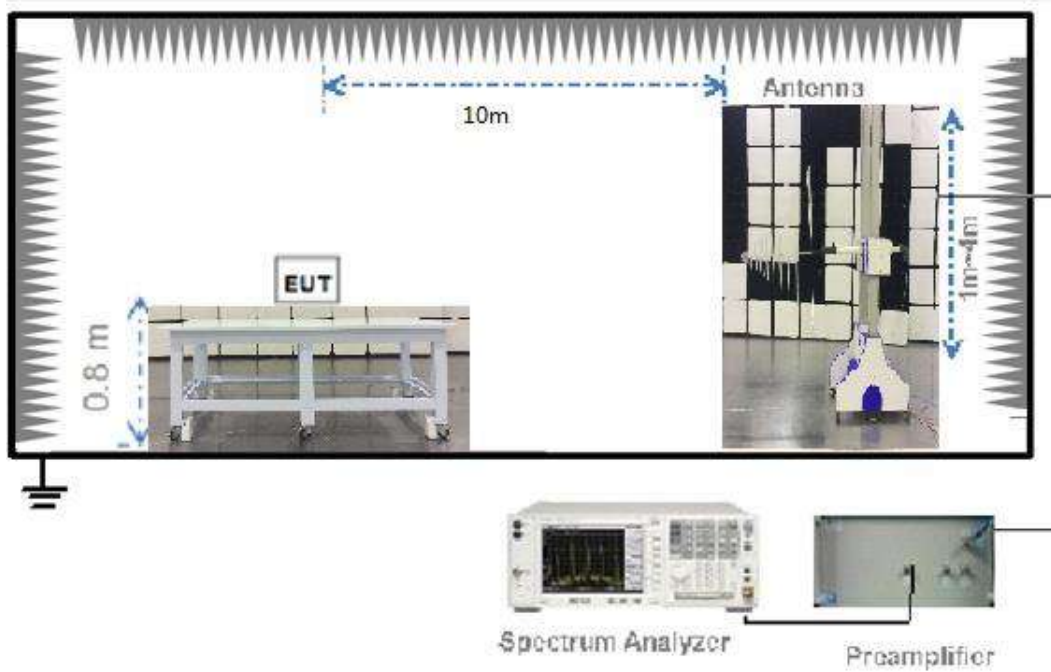 Antenna
10m
1m~4m
EUT
0.8 m
Spectrum Analyzer
Preamplifier